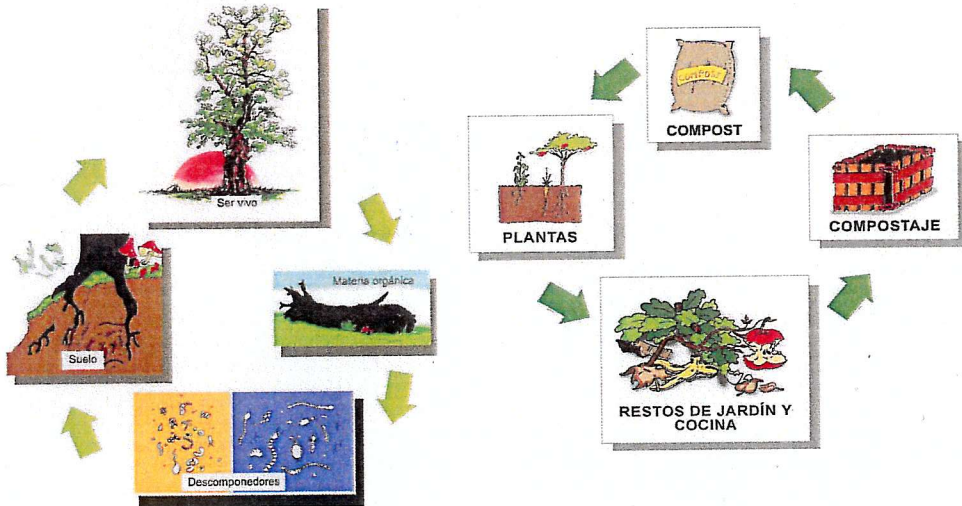 Ser vivo
Materia orgánica
Suelo
Descomponedores
COMPOST
COMPOST
PLANTAS
COMPOSTAJE
RESTOS DE JARDÍN Y
COCINA